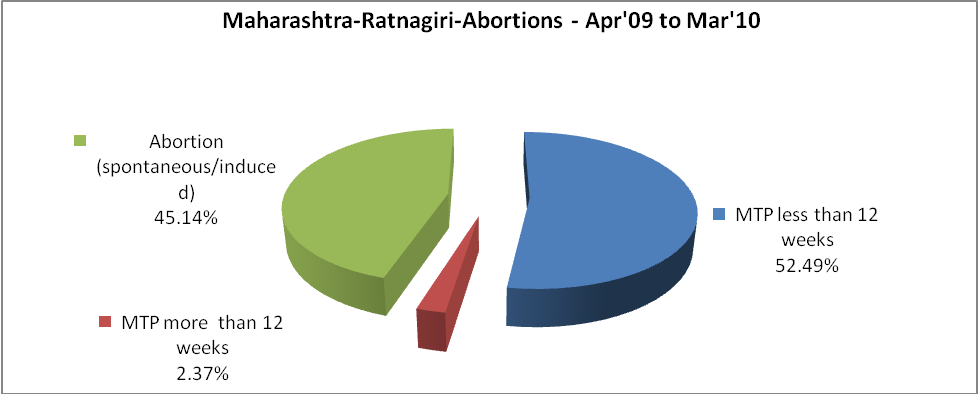 Maharashtra-Ratnagiri-Abortions - Apr'09 to Mar'10
Abortion
(spontaneous/induce
d)
45.14%
MTP less than 12
weeks
52.49%
MTP more than 12
weeks
2.37%